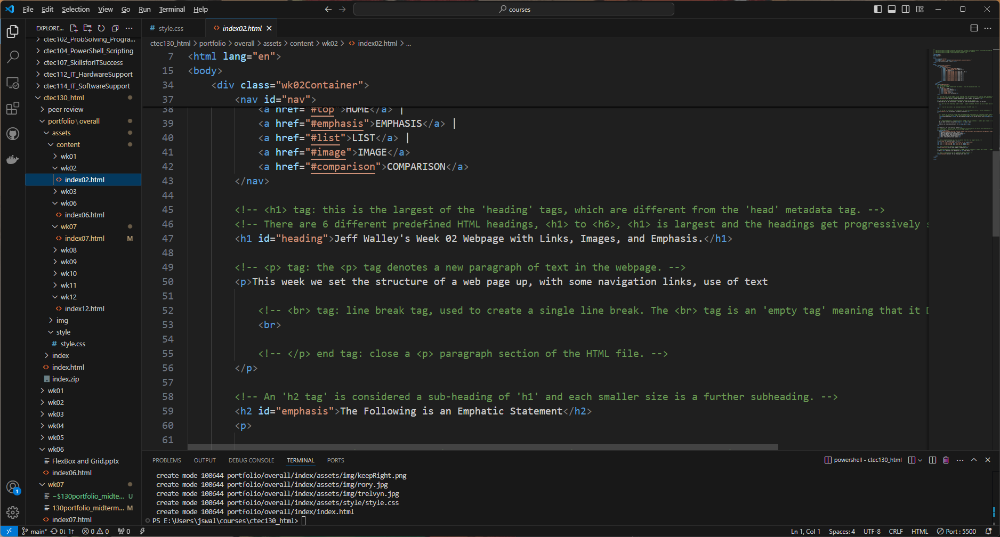 File Edit Selection View Go Run Terminal Help
courses
EXPLORE...
ctec102_ProbSolving_Progra...
ctec104_PowerShell_Scripting
ctec107_SkillsforITSuccess
ctec112_IT_HardwareSupport
ctec114_IT_SoftwareSupport
ctec130_html
peer review
portfolio\overall
assets
content
wk01
wk02
index02.html
wk03
wk06
index06.html
wk07
index07.html M
wk08
wk09
wk10
wk11
wk12
index12.html
img
style
# style.css
index
index.html
index.zip
wk01
wk02
wk03
wk04
wk05
wk06
FlexBox and Grid.pptx
index06.html
wk07
~$130portfolio_midte... U
130portfolio_midterm... M
index07.html
# style.css
index02.html
ctec130_html > portfolio > overall > assets > content > wk02 > index02.html > ...
7 <html lang="en">
15 <body>
34 <div class="wk02Container">
37 <nav id="nav">
38 <a href="#top">HOME</a> |
39 <a href="#emphasis">EMPHASIS</a> |
40 <a href="#list">LIST</a> |
41 <a href="#image">IMAGE</a>
42 <a href="#comparison">COMPARISON</a>
43 </nav>
44
45 <!-- <h1> tag: this is the largest of the 'heading' tags, which are different from the 'head' metadata tag. -->
46 <!-- There are 6 different predefined HTML headings, <h1> to <h6>, <h1> is largest and the headings get progressively
47 <h1 id="heading">Jeff Walley's Week 02 Webpage with Links, Images, and Emphasis.</h1>
48
49 <!-- <p> tag: the <p> tag denotes a new paragraph of text in the webpage. -->
50 <p>This week we set the structure of a web page up, with some navigation links, use of text
51
52 <!-- <br> tag: line break tag, used to create a single line break. The <br> tag is an 'empty tag' meaning that it
53 <br>
54
55 <!-- </p> end tag: close a <p> paragraph section of the HTML file. -->
56 </p>
57
58 <!-- An 'h2 tag' is considered a sub-heading of 'h1' and each smaller size is a further subheading. -->
59 <h2 id="emphasis">The Following is an Emphatic Statement</h2>
60 <p>
61
PROBLEMS OUTPUT DEBUG CONSOLE TERMINAL PORTS
powershell - ctec130_html
create mode 100644 portfolio/overall/index/assets/img/keepRight.png
create mode 100644 portfolio/overall/index/assets/img/rory.jpg
create mode 100644 portfolio/overall/index/assets/img/trelvyn.jpg
create mode 100644 portfolio/overall/index/assets/style/style.css
create mode 100644 portfolio/overall/index/index.html
PS E:\Users\jswal\courses\ctec130_html>
1
main* 0↓ 1↑ 0 0 0
Ln 1, Col 1 Spaces: 4 UTF-8 CRLF HTML Port : 5500